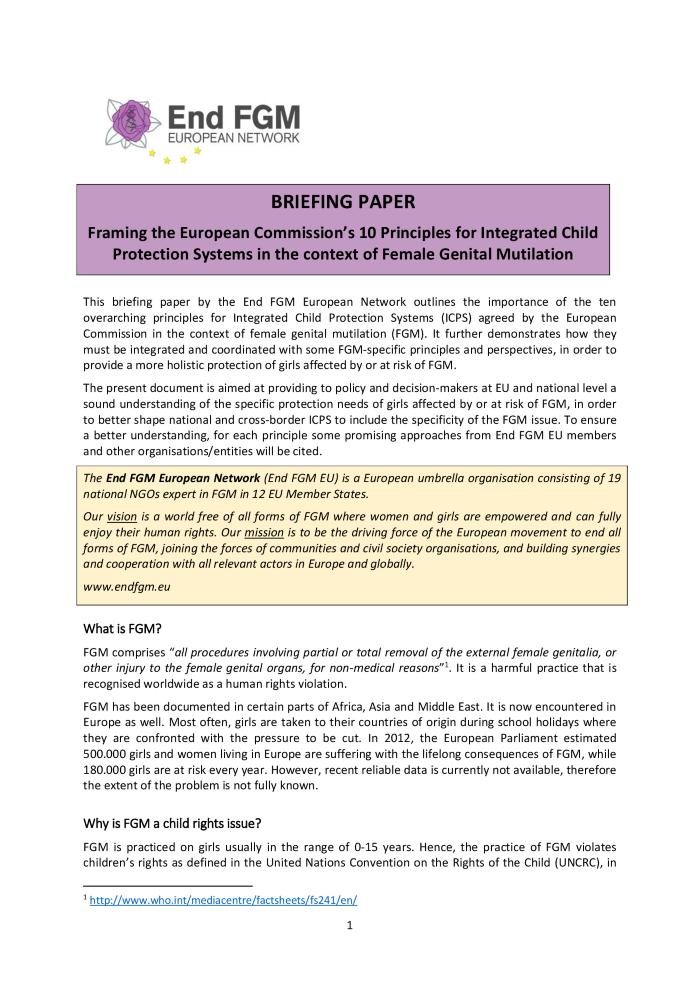 End FGM
EUROPEAN NETWORK
BRIEFING PAPER
Framing the European Commission’s 10 Principles for Integrated Child
Protection Systems in the context of Female Genital Mutilation
This briefing paper by the End FGM European Network outlines the importance of the ten
overarching principles for Integrated Child Protection Systems (ICPS) agreed by the European
Commission in the context of female genital mutilation (FGM). It further demonstrates how they
must be integrated and coordinated with some FGM-specific principles and perspectives, in order to
provide a more holistic protection of girls affected by or at risk of FGM.
The present document is aimed at providing to policy and decision-makers at EU and national level a
sound understanding of the specific protection needs of girls affected by or at risk of FGM, in order
to better shape national and cross-border ICPS to include the specificity of the FGM issue. To ensure
a better understanding, for each principle some promising approaches from End FGM EU members
and other organisations/entities will be cited.
The End FGM European Network (End FGM EU) is a European umbrella organisation consisting of 19
national NGOs expert in FGM in 12 EU Member States.
Our vision is a world free of all forms of FGM where women and girls are empowered and can fully
enjoy their human rights. Our mission is to be the driving force of the European movement to end all
forms of FGM, joining the forces of communities and civil society organisations, and building synergies
and cooperation with all relevant actors in Europe and globally.
www.endfgm.eu
What is FGM?
FGM comprises “all procedures involving partial or total removal of the external female genitalia, or
other injury to the female genital organs, for non-medical reasons”1. It is a harmful practice that is
recognised worldwide as a human rights violation.
FGM has been documented in certain parts of Africa, Asia and Middle East. It is now encountered in
Europe as well. Most often, girls are taken to their countries of origin during school holidays where
they are confronted with the pressure to be cut. In 2012, the European Parliament estimated
500.000 girls and women living in Europe are suffering with the lifelong consequences of FGM, while
180.000 girls are at risk every year. However, recent reliable data is currently not available, therefore
the extent of the problem is not fully known.
Why is FGM a child rights issue?
FGM is practiced on girls usually in the range of 0-15 years. Hence, the practice of FGM violates
children’s rights as defined in the United Nations Convention on the Rights of the Child (UNCRC), in
1 http://www.who.int/mediacentre/factsheets/fs241/en/
1